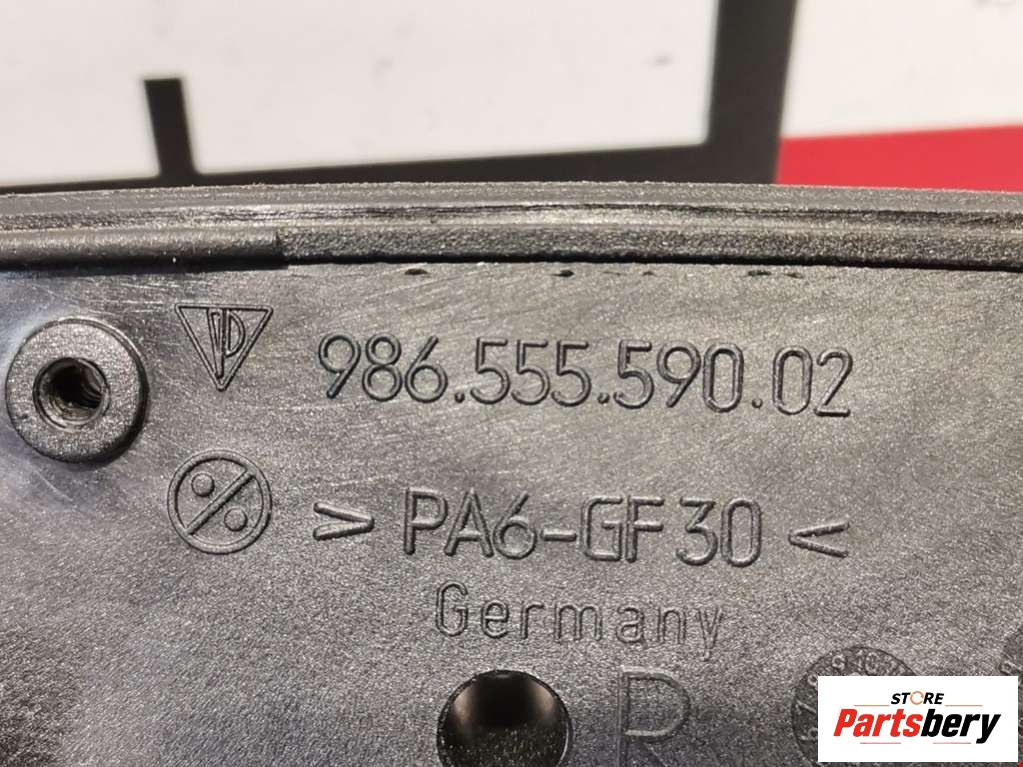 986.555.590.02
> PA6-GF30 <
Germany
R
STORE
Partsbery